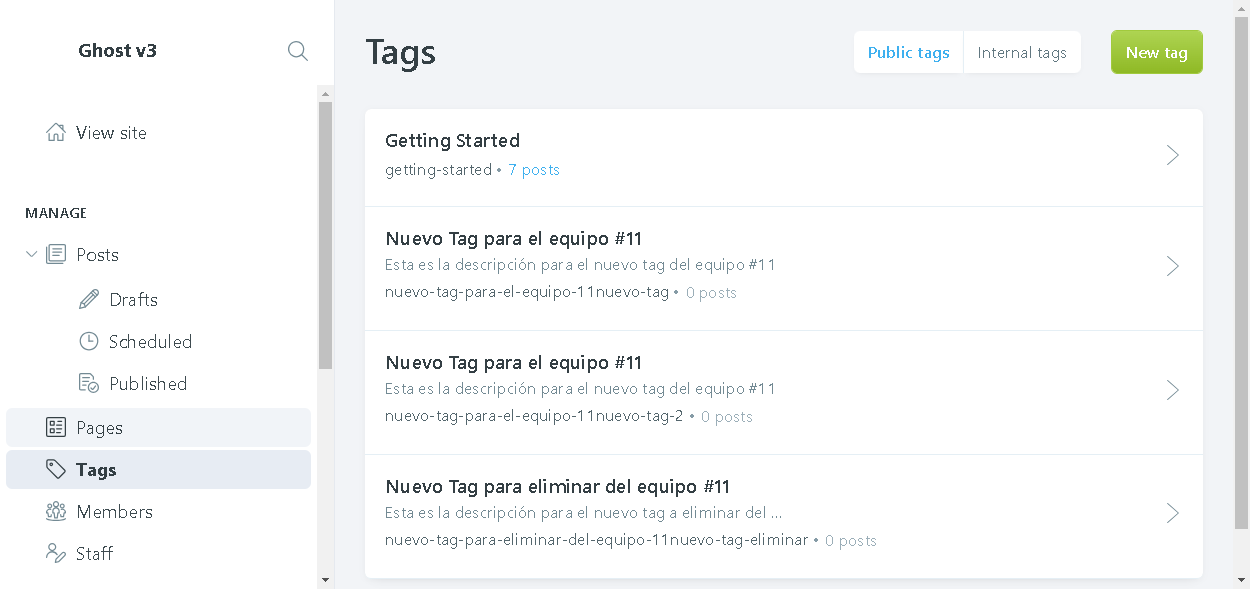 Ghost v3
View site
MANAGE
Posts
Drafts
Scheduled
Published
Pages
Tags
Members
Staff
Tags
Public tags
Internal tags
New tag
Getting Started
getting-started • 7 posts
Nuevo Tag para el equipo #11
Esta es la descripción para el nuevo tag del equipo #11
nuevo-tag-para-el-equipo-11nuevo-tag • 0 posts
Nuevo Tag para el equipo #11
Esta es la descripción para el nuevo tag del equipo #11
nuevo-tag-para-el-equipo-11nuevo-tag-2 • 0 posts
Nuevo Tag para eliminar del equipo #11
Esta es la descripción para el nuevo tag a eliminar del ...
nuevo-tag-para-eliminar-del-equipo-11nuevo-tag-eliminar • 0 posts